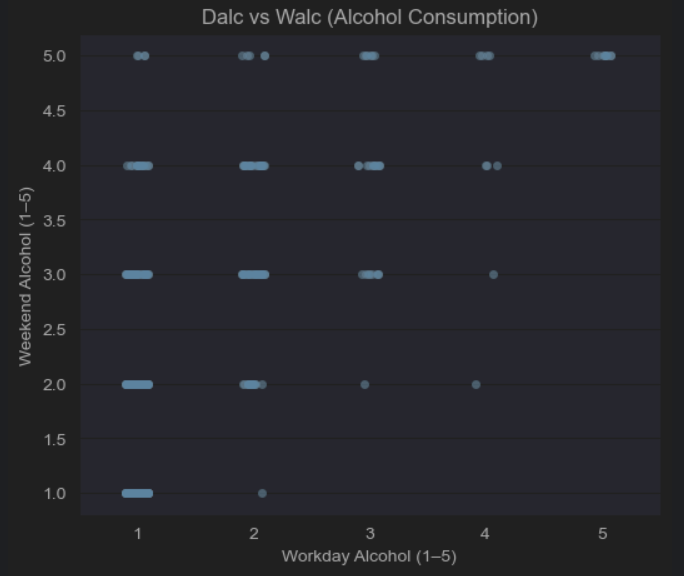 Dalc vs Walc (Alcohol Consumption)
5.0
4.5
4.0
3.5
3.0
2.5
2.0
1.5
1.0
Weekend Alcohol (1–5)
1 2 3 4 5
Workday Alcohol (1–5)